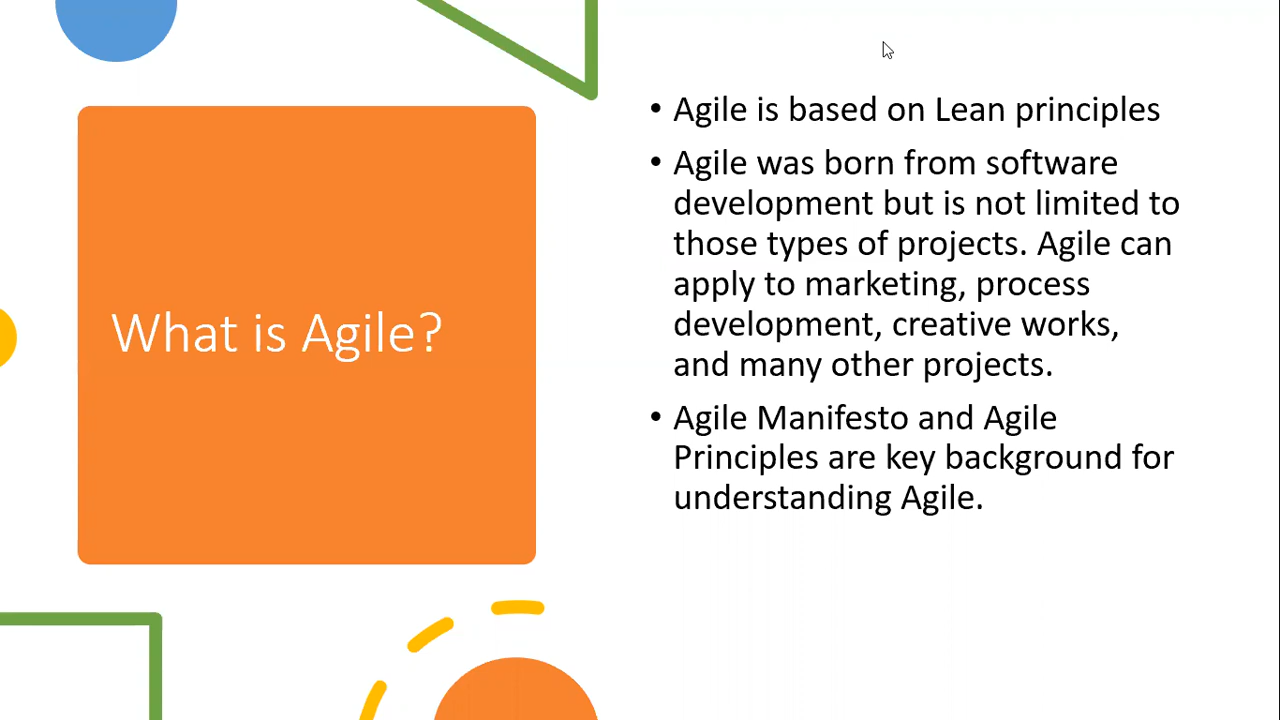 What is Agile?
• Agile is based on Lean principles
• Agile was born from software
development but is not limited to
those types of projects. Agile can
apply to marketing, process
development, creative works,
and many other projects.
• Agile Manifesto and Agile
Principles are key background for
understanding Agile.